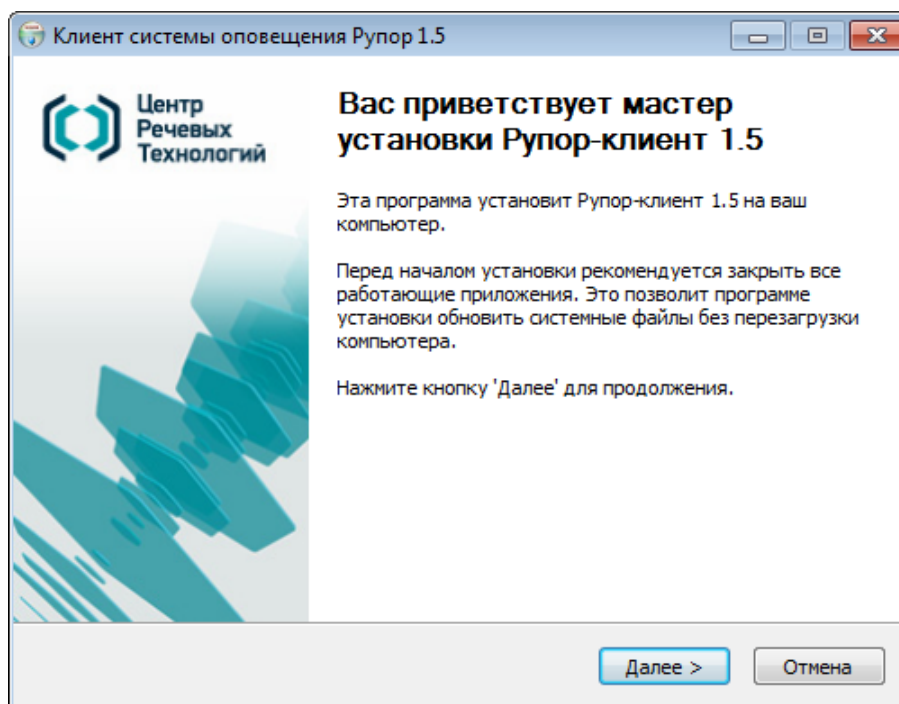 Клиент системы оповещения Рупор 1.5
Центр
Речевых
Технологий
Вас приветствует мастер
установки Рупор-клиент 1.5
Эта программа установит Рупор-клиент 1.5 на ваш
компьютер.
Перед началом установки рекомендуется закрыть все
работающие приложения. Это позволит программе
установки обновить системные файлы без перезагрузки
компьютера.
Нажмите кнопку 'Далее' для продолжения.
Далее >
Отмена